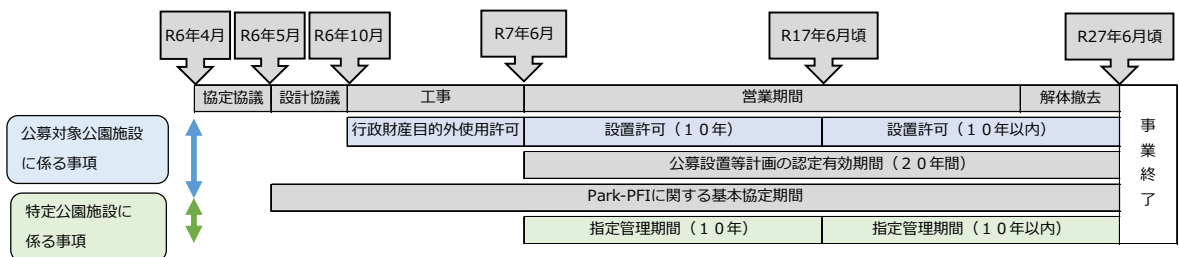 R6年4月
R6年5月
R6年10月
R7年6月
R17年6月頃
R27年6月頃
協定協議
設計協議
工事
営業期間
解体撤去
公募対象公園施設
に係る事項
行政財産目的外使用許可
設置許可（１０年）
設置許可（１０年以内）
公募設置等計画の認定有効期間（２０年間）
Park-PFIに関する基本協定期間
特定公園施設に
係る事項
指定管理期間（１０年）
指定管理期間（１０年以内）
事
業
終
了